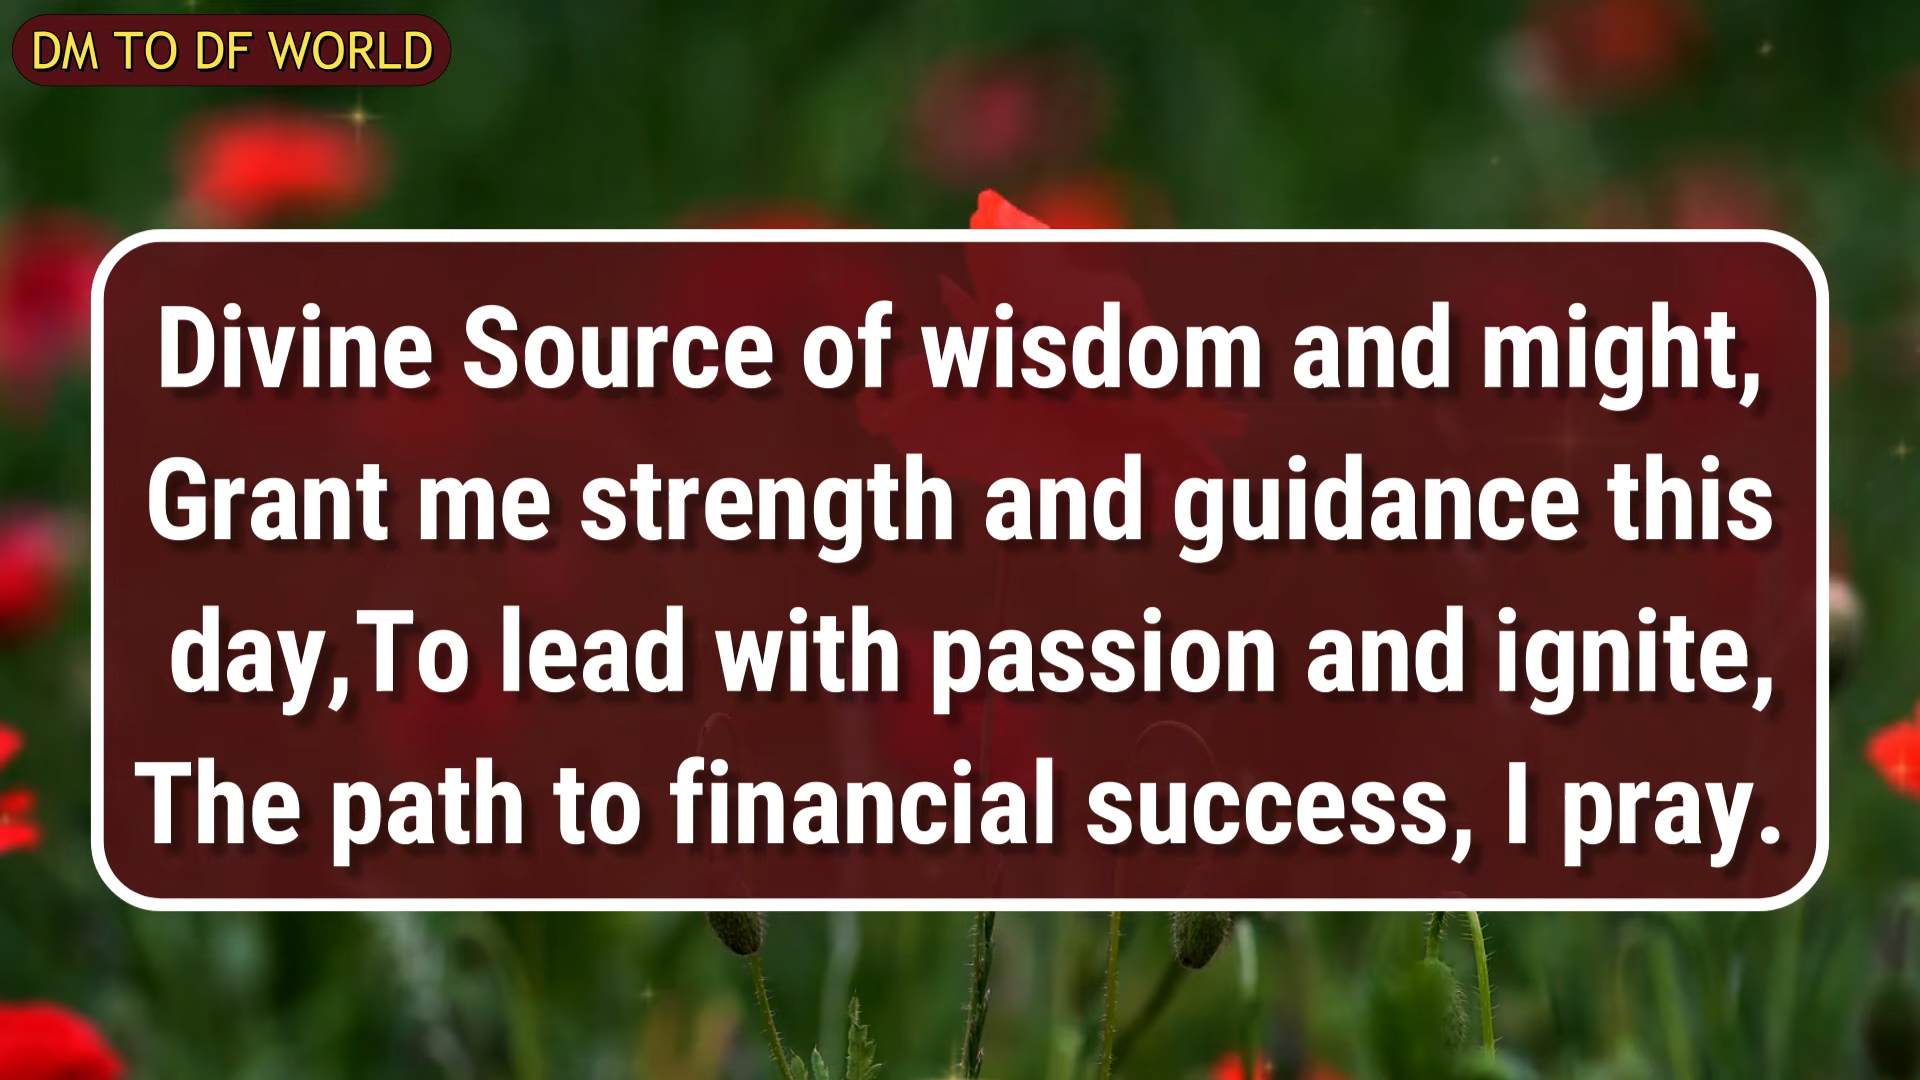 DM TO DF WORLD
Divine Source of wisdom and might,
Grant me strength and guidance this
day,To lead with passion and ignite,
The path to financial success, I pray.